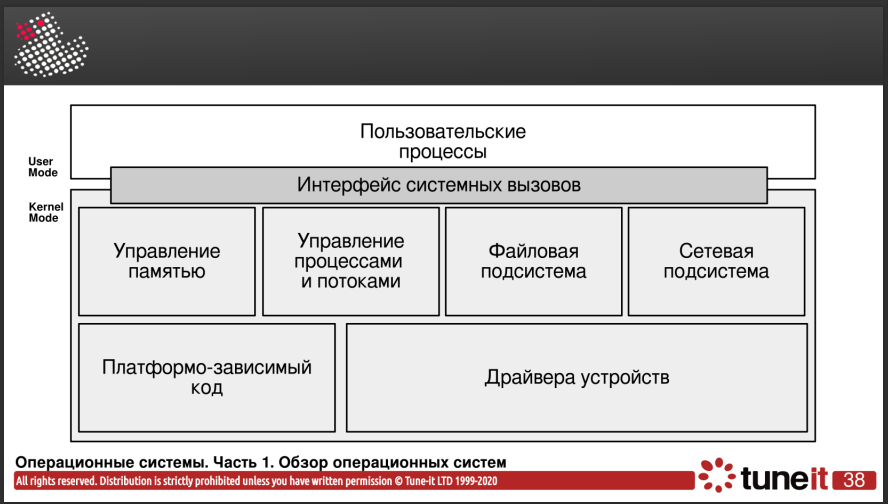 Пользовательские
процессы
User
Mode
Интерфейс системных вызовов
Kernel
Mode
Управление
памятью
Управление
процессами
и потоками
Файловая
подсистема
Сетевая
подсистема
Платформо-зависимый
код
Драйвера устройств
Операционные системы. Часть 1. Обзор операционных систем
All rights reserved. Distribution is strictly prohibited unless you have written permission © Tune-it LTD 1999-2020
tuneit
38